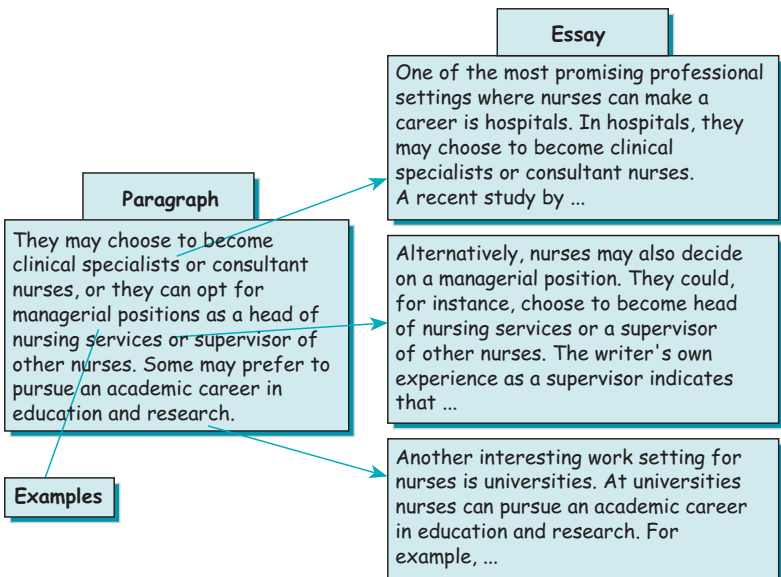 Essay
One of the most promising professional
settings where nurses can make a
career is hospitals. In hospitals, they
may choose to become clinical
specialists or consultant nurses.
A recent study by ...
Paragraph
They may choose to become
clinical specialists or consultant
nurses, or they can opt for
managerial positions as a head of
nursing services or supervisor of
other nurses. Some may prefer to
pursue an academic career in
education and research.
Alternatively, nurses may also decide
on a managerial position. They could,
for instance, choose to become head
of nursing services or a supervisor
of other nurses. The writer's own
experience as a supervisor indicates
that ...
Examples
Another interesting work setting for
nurses is universities. At universities
nurses can pursue an academic career
in education and research. For
example, ...